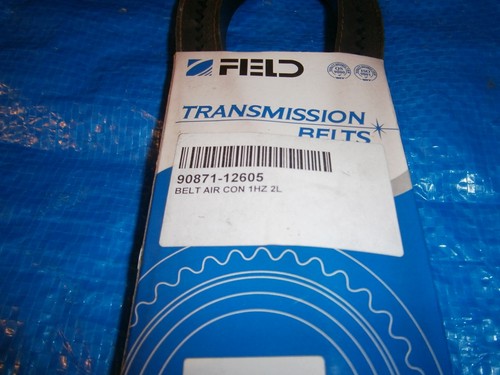 FIELD
TRANSMISSION
BELTS
90871-12605
BELT AIR CON 1HZ 2L